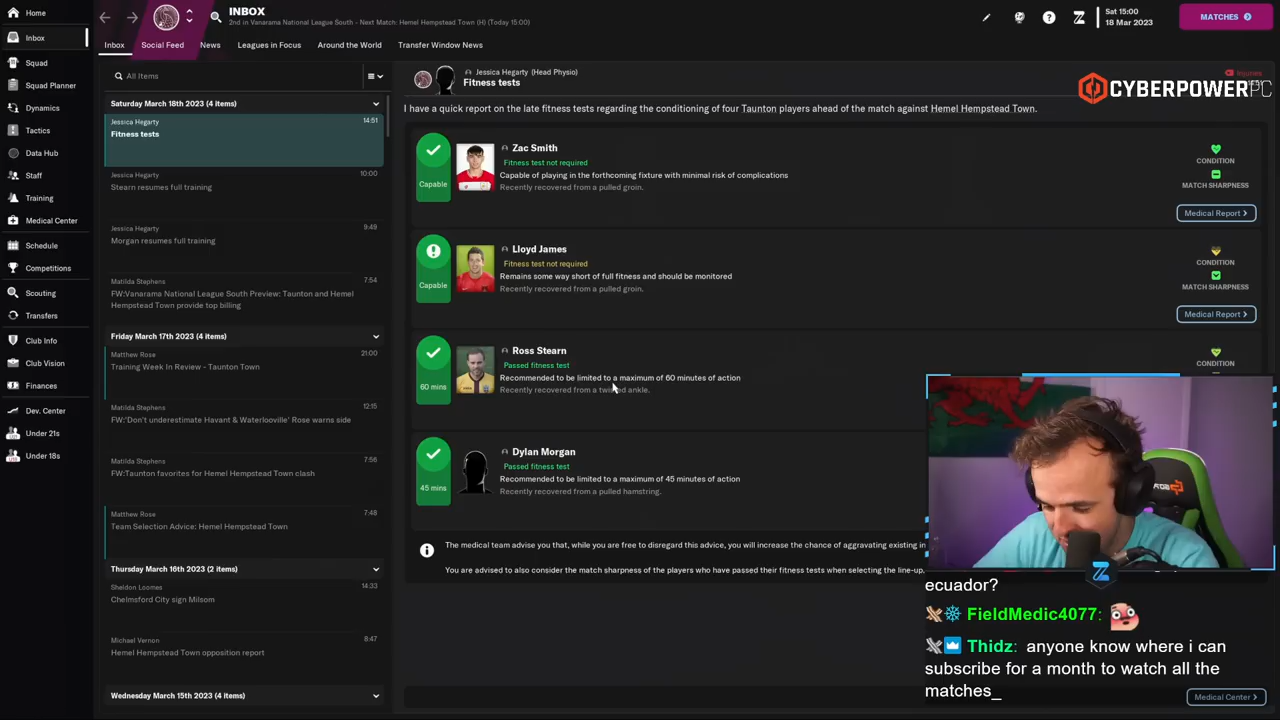 Home
Inbox
Squad
Squad Planner
Dynamics
Tactics
Data Hub
Staff
Training
Medical Center
Schedule
Competitions
Scouting
Transfers
Club Info
Club Vision
Finances
Dev. Center
Under 21s
Under 18s
INBOX
2nd in Vanarama National League South - Next Match: Hemel Hempstead Town (H) (Today 15:00)
Sat 15:00
18 Mar 2023
MATCHES
Inbox
Social Feed
News
Leagues in Focus
Around the World
Transfer Window News
All Items
Saturday March 18th 2023 (4 items)
Jessica Hegarty
14:51
Fitness tests
Jessica Hegarty
10:00
Stearn resumes full training
Jessica Hegarty
9:49
Morgan resumes full training
Matilda Stephens
7:54
FW:Vanarama National League South Preview: Taunton and Hemel
Hempstead Town provide top billing
Friday March 17th 2023 (4 items)
Matthew Rose
21:00
Training Week In Review - Taunton Town
Matilda Stephens
12:15
FW:'Don't underestimate Havant & Waterlooville' Rose warns side
Matilda Stephens
7:56
FW:Taunton favorites for Hemel Hempstead Town clash
Matthew Rose
7:48
Team Selection Advice: Hemel Hempstead Town
Thursday March 16th 2023 (2 items)
Sheldon Loomes
14:33
Chelmsford City sign Milsom
Michael Vernon
8:47
Hemel Hempstead Town opposition report
Wednesday March 15th 2023 (4 items)
Jessica Hegarty (Head Physio)
Fitness tests
Injuries
CYBERPOWERPC
I have a quick report on the late fitness tests regarding the conditioning of four Taunton players ahead of the match against Hemel Hempstead Town.
Capable
Zac Smith
Fitness test not required
Capable of playing in the forthcoming fixture with minimal risk of complications
Recently recovered from a pulled groin.
CONDITION
MATCH SHARPNESS
Medical Report
Capable
Lloyd James
Fitness test not required
Remains some way short of full fitness and should be monitored
Recently recovered from a pulled groin.
CONDITION
MATCH SHARPNESS
Medical Report
60 mins
Ross Stearn
Passed fitness test
Recommended to be limited to a maximum of 60 minutes of action
Recently recovered from a twisted ankle.
CONDITION
45 mins
Dylan Morgan
Passed fitness test
Recommended to be limited to a maximum of 45 minutes of action
Recently recovered from a pulled hamstring.
The medical team advise you that, while you are free to disregard this advice, you will increase the chance of aggravating existing in
You are advised to also consider the match sharpness of the players who have passed their fitness tests when selecting the line-up.
ecuador?
FieldMedic4077:
Thidz: anyone know where i can
subscribe for a month to watch all the
matches_
Medical Center